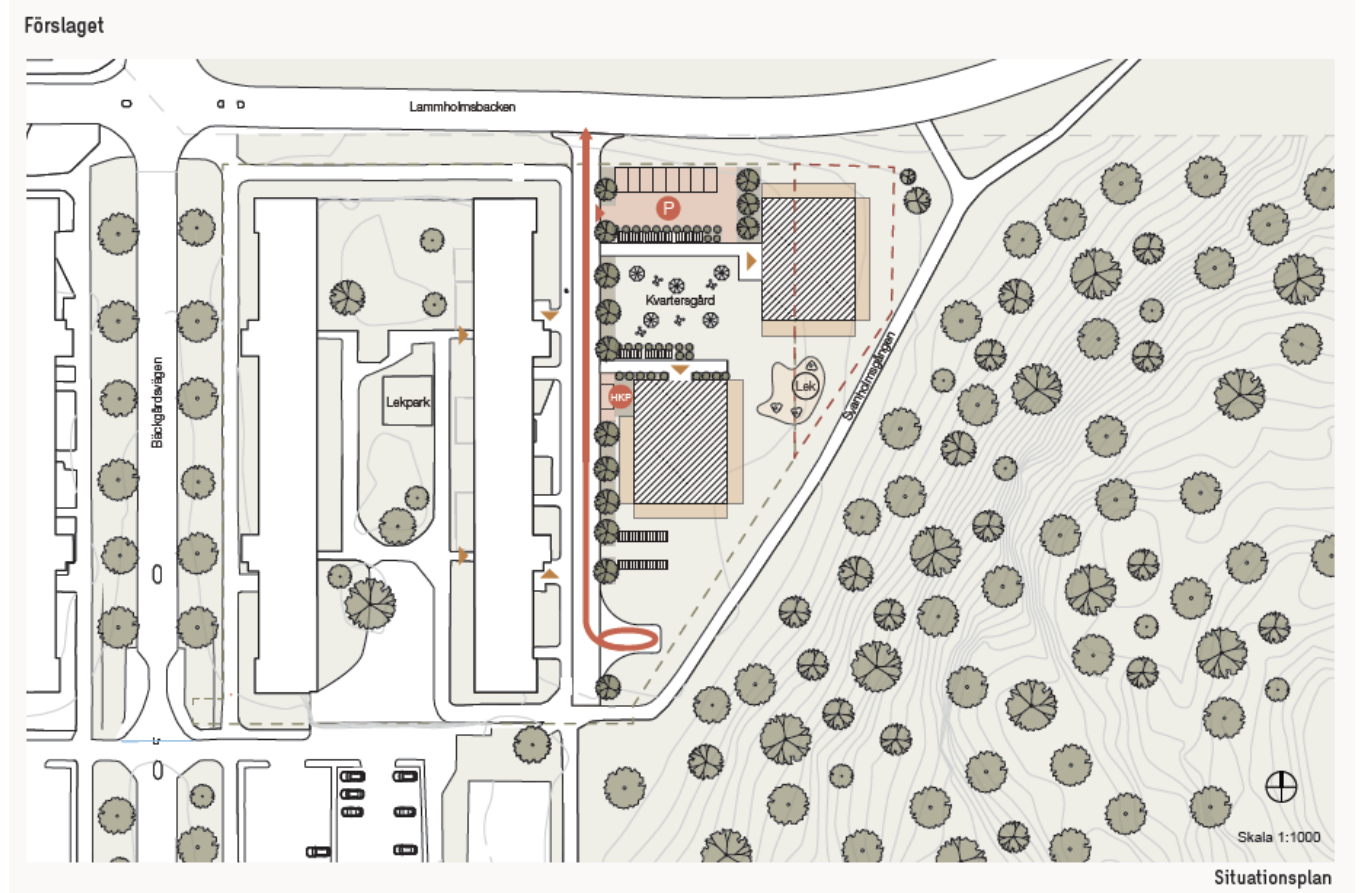 Förslaget
Lammholmsbacken
P
Kvartersgård
Bäckgårdsvägen
Lekpark
HKP
Lek
Svanholmsgången
Skala 1:1000
Situationsplan